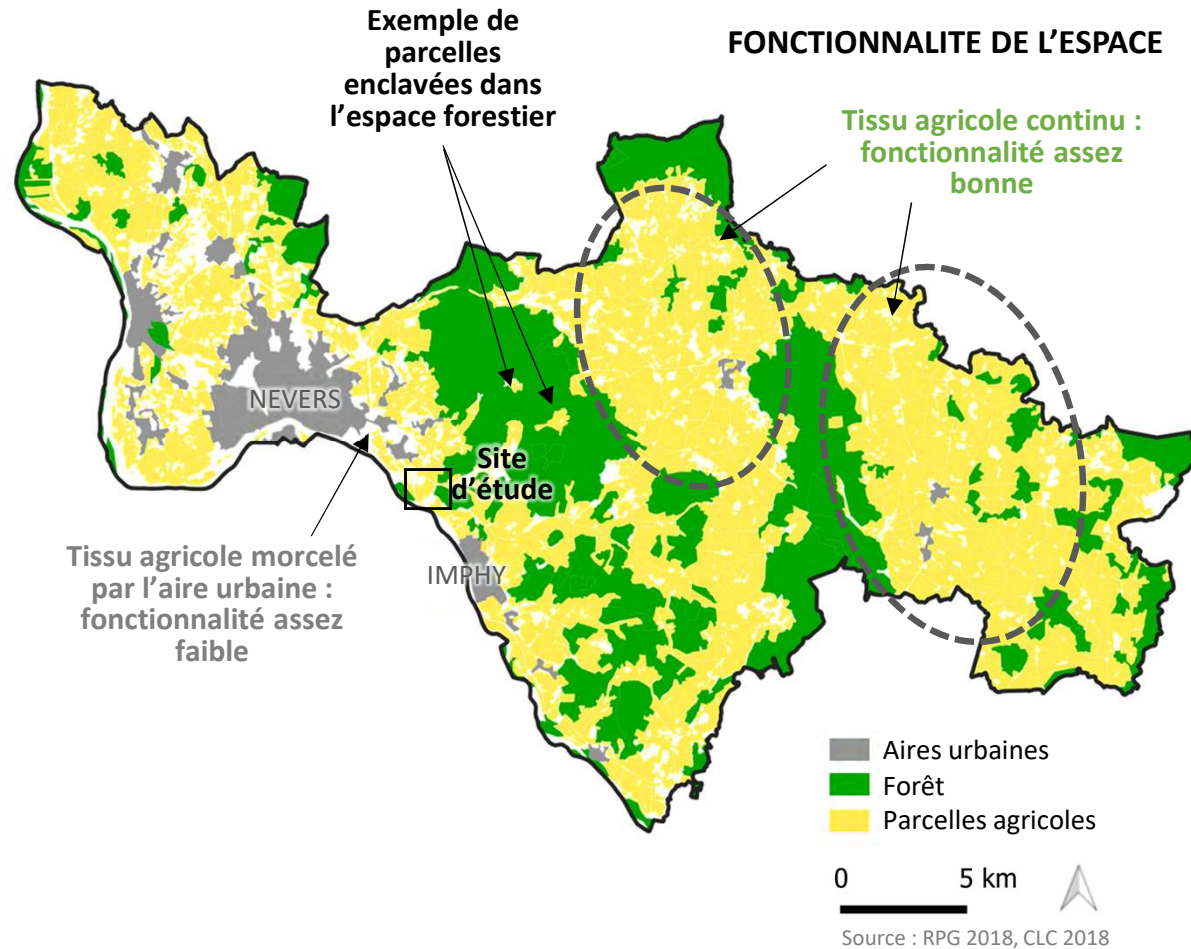 FONCTIONNALITE DE L’ESPACE
Exemple de
parcelles
enclavées dans
l’espace forestier
Tissu agricole continu :
fonctionnalité assez
bonne
NEVERS
Site
d’étude
IMPHY
Tissu agricole morcelé
par l’aire urbaine :
fonctionnalité assez
faible
Aires urbaines
Forêt
Parcelles agricoles
0 5 km
Source : RPG 2018, CLC 2018